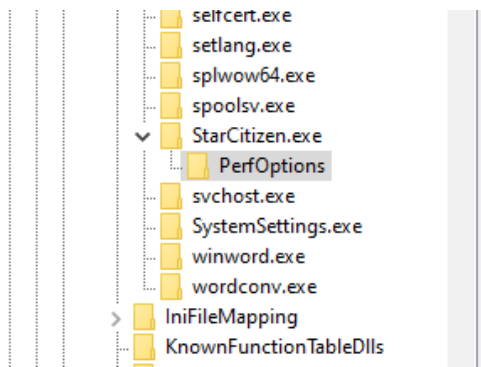 selfcert.exe
setlang.exe
splwow64.exe
spoolsv.exe
StarCitizen.exe
PerfOptions
svchost.exe
SystemSettings.exe
winword.exe
wordconv.exe
IniFileMapping
KnownFunctionTableDlls